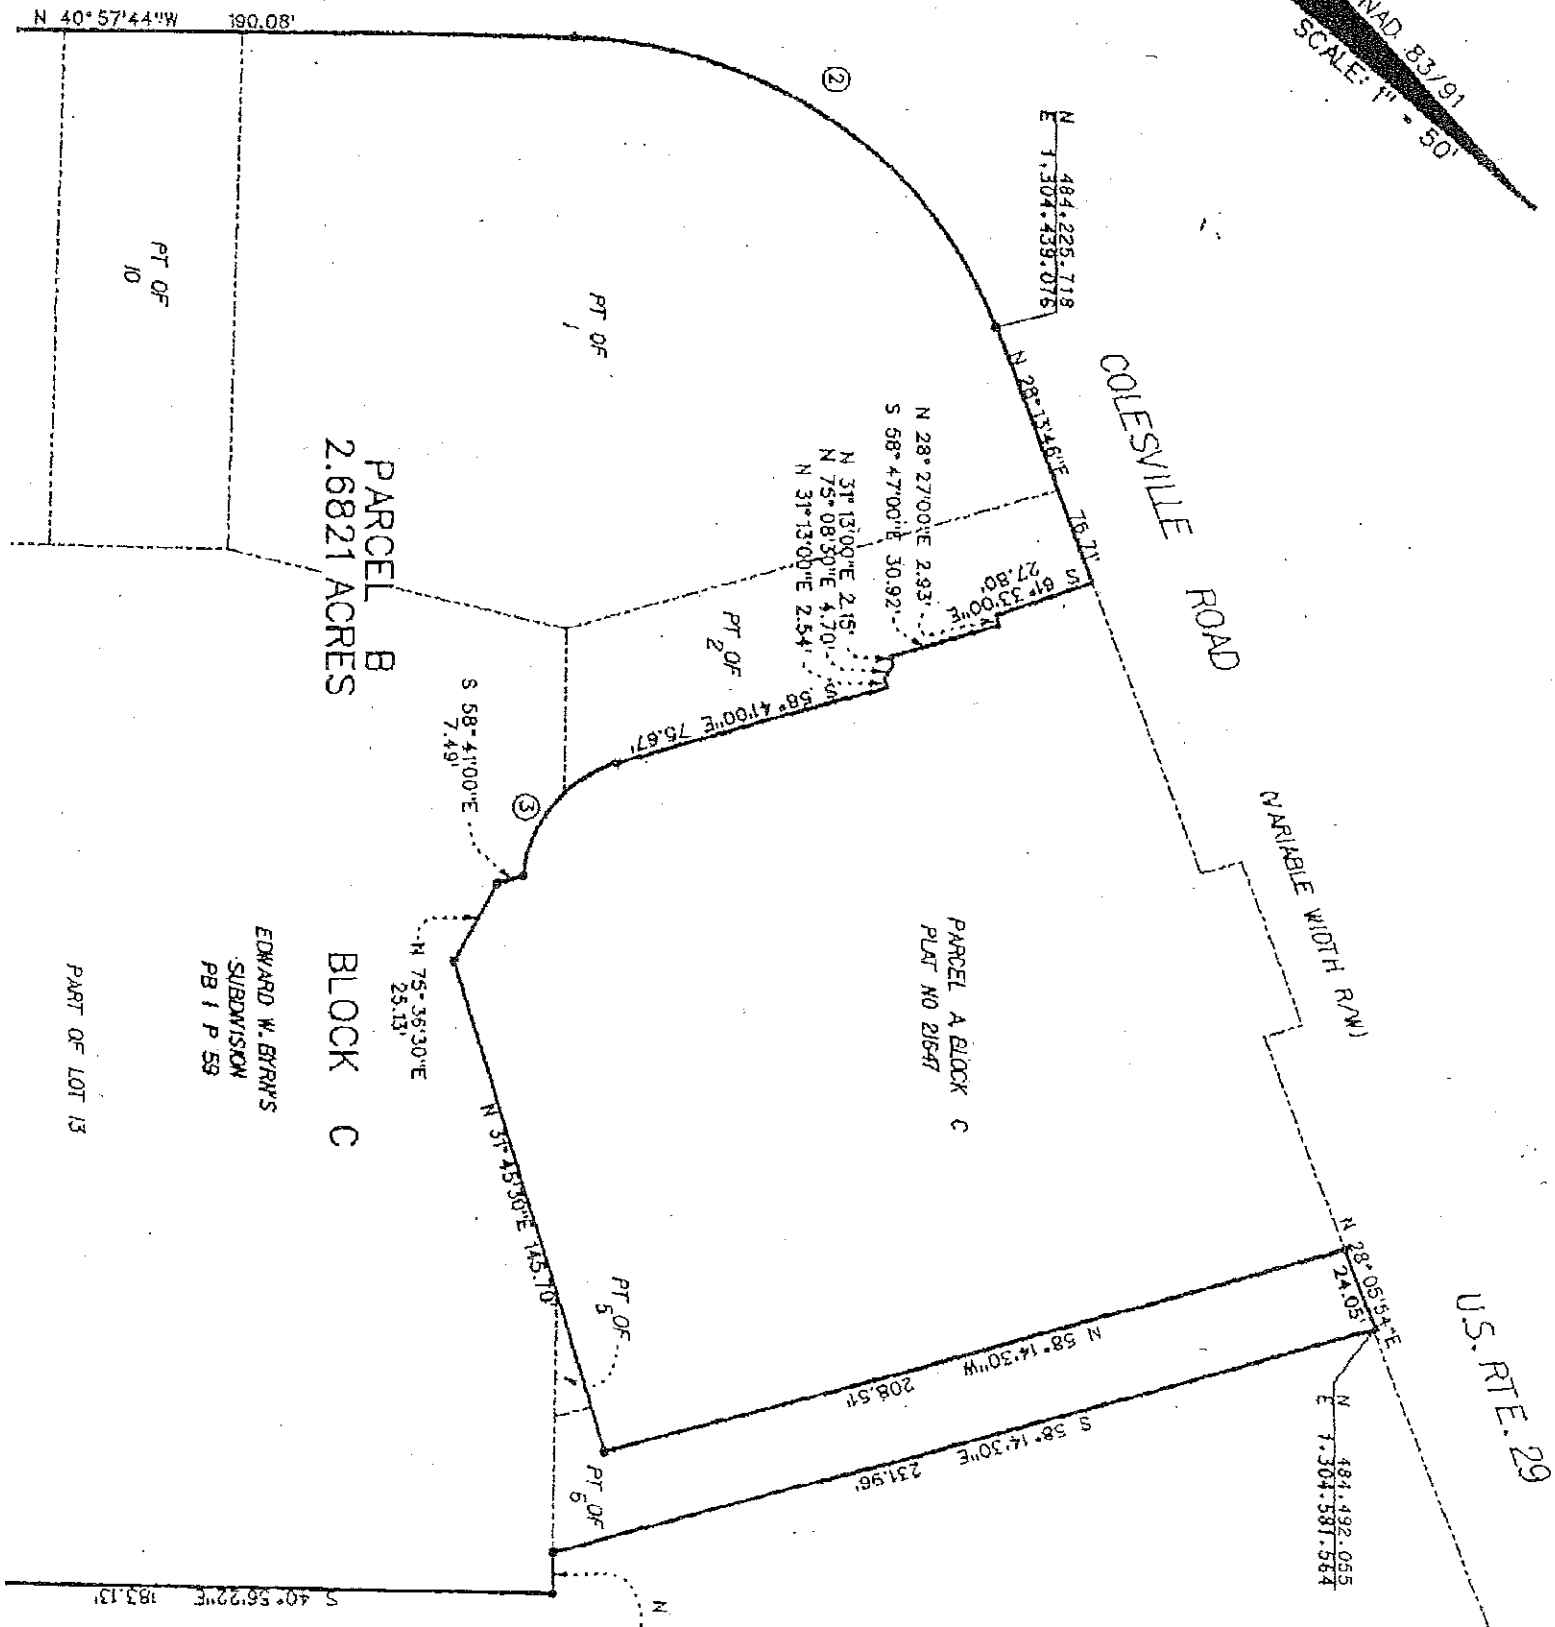 N 40°57'44"W 190.08'
NAD 83/91
SCALE: 1" = 50'
②
N 484,225.718
E 1,304,439.076
COLESVILLE ROAD
(VARIABLE WIDTH R/W)
U.S. RTE. 29
N 28°13'46"E 76.71'
S 61°33'00"E
27.80'
N 28°27'00"E 2.93'
S 58°47'00"E 30.92'
N 31°13'00"E 2.15'
N 75°08'30"E 4.70'
N 31°13'00"E 2.54'
S 58°41'00"E 75.67'
PT OF
10
PT OF
1
PT OF
2
PARCEL B
2.6821 ACRES
③
S 58°41'00"E
7.49'
N 75°36'30"E
25.13'
BLOCK C
EDWARD W. BYRN'S
SUBDIVISION
PB 1 P 59
PART OF LOT 13
PARCEL A BLOCK C
PLAT NO 21647
N 31°45'30"E 145.70'
PT OF
5
PT OF
6
N 58°14'30"W
208.51'
S 58°14'30"E
231.96'
N 28°05'54"E
24.05'
N 484,492.055
E 1,304,581.564
S 40°56'22"E 183.13'
N